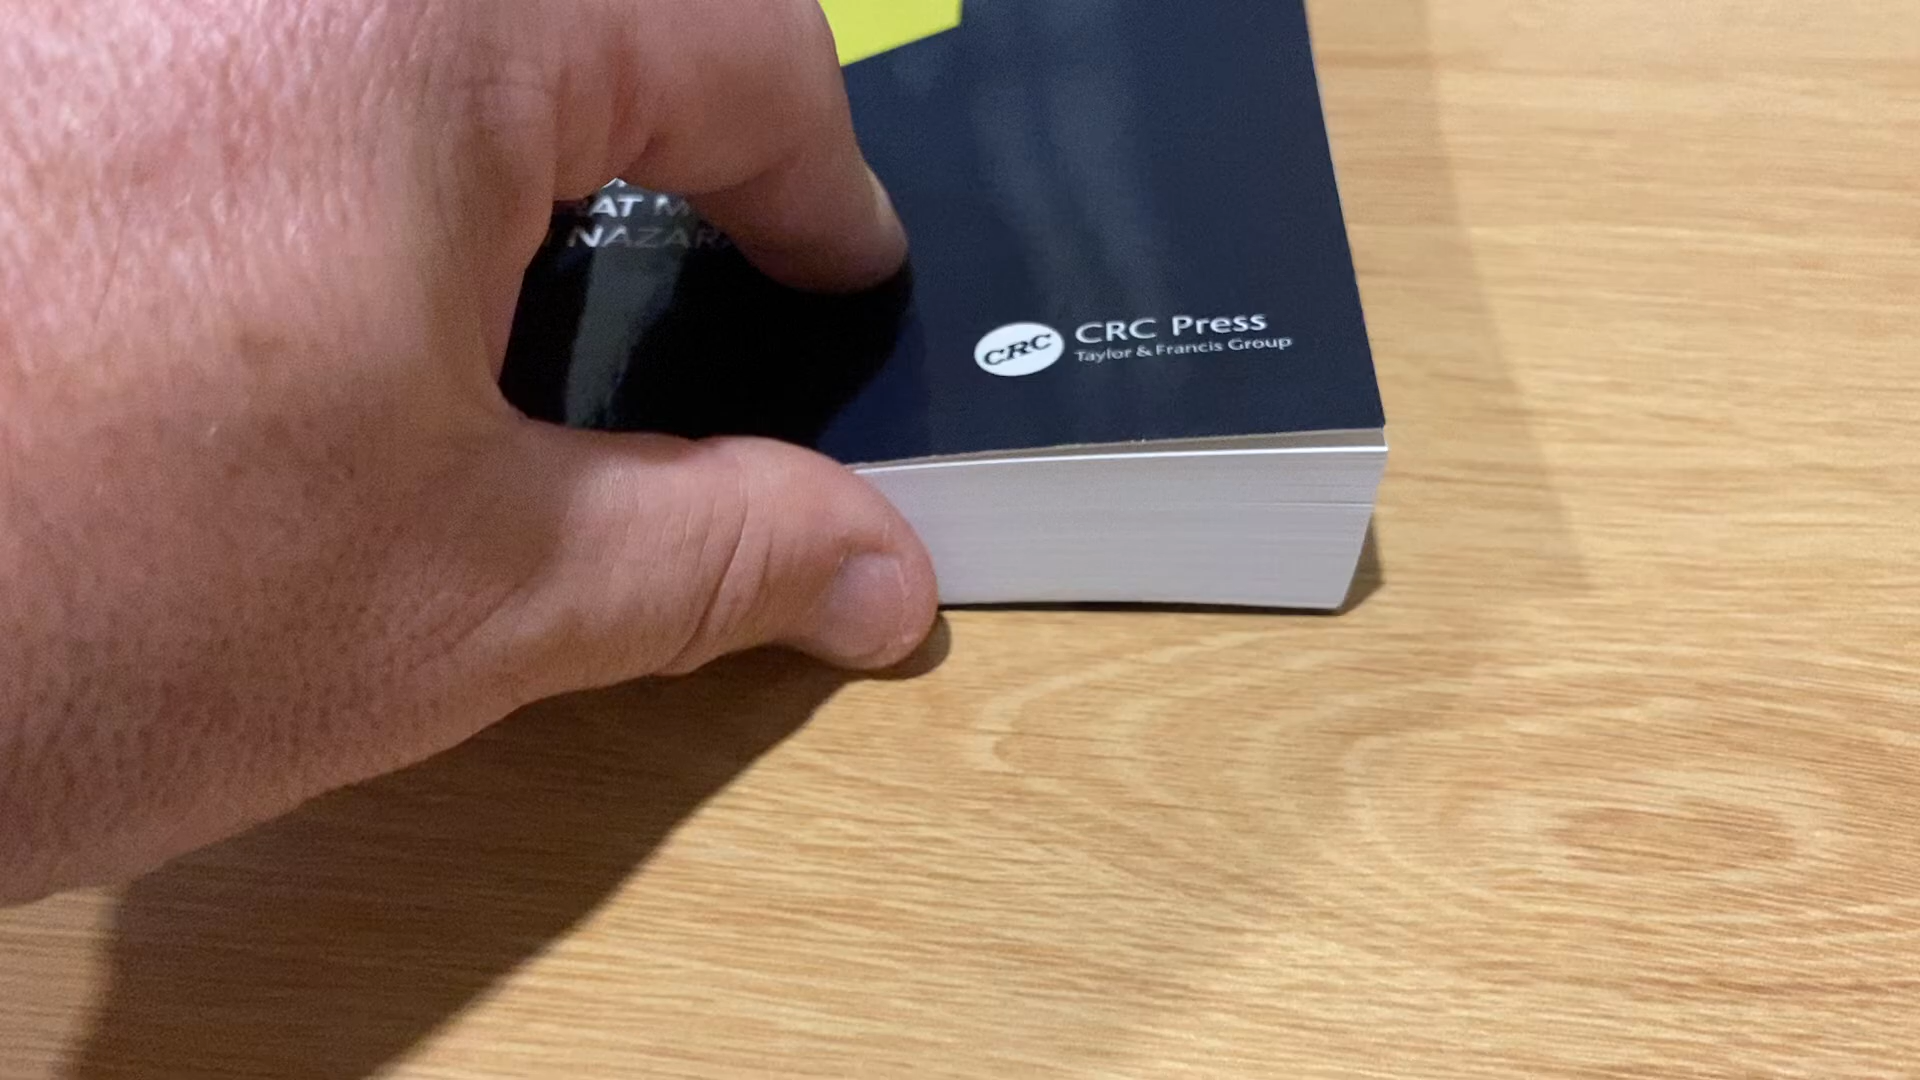 AT M
NAZAR
CRC
CRC Press
Taylor & Francis Group